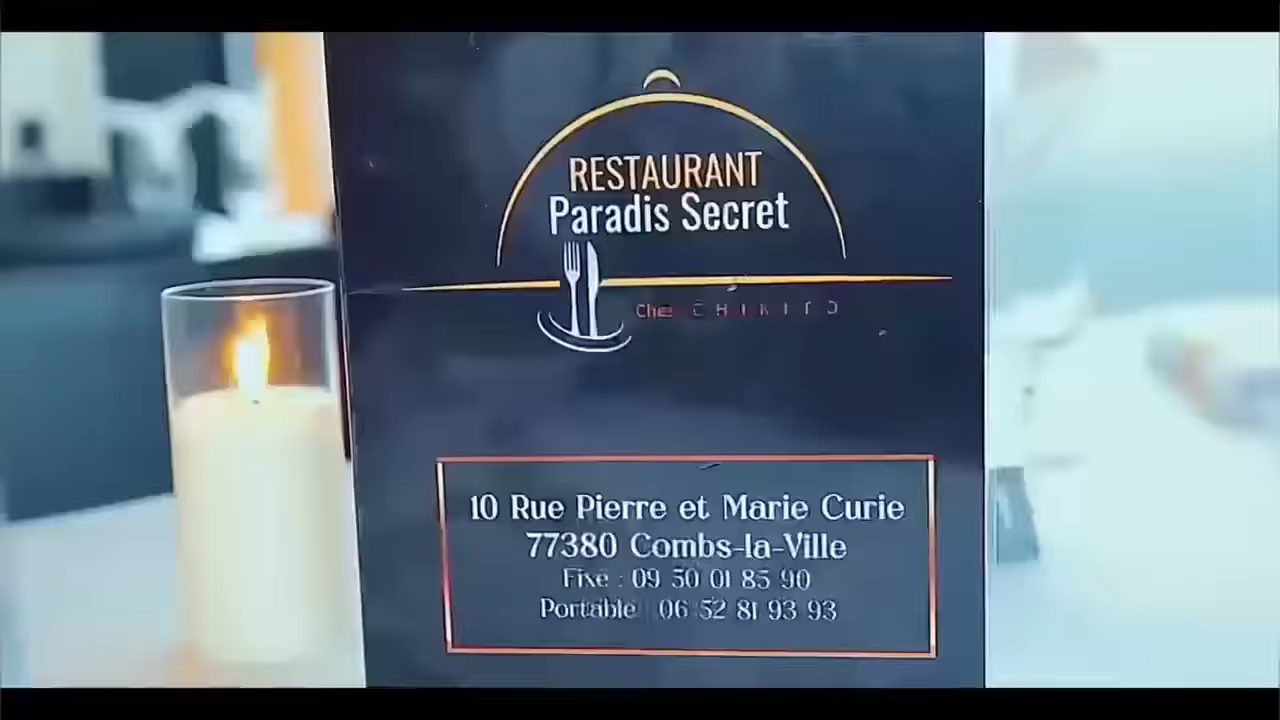 RESTAURANT
Paradis Secret
10 Rue Pierre et Marie Curie
77380 Combs-la-Ville
Fixe : 09 50 01 85 90
Portable 06 52 81 93 93